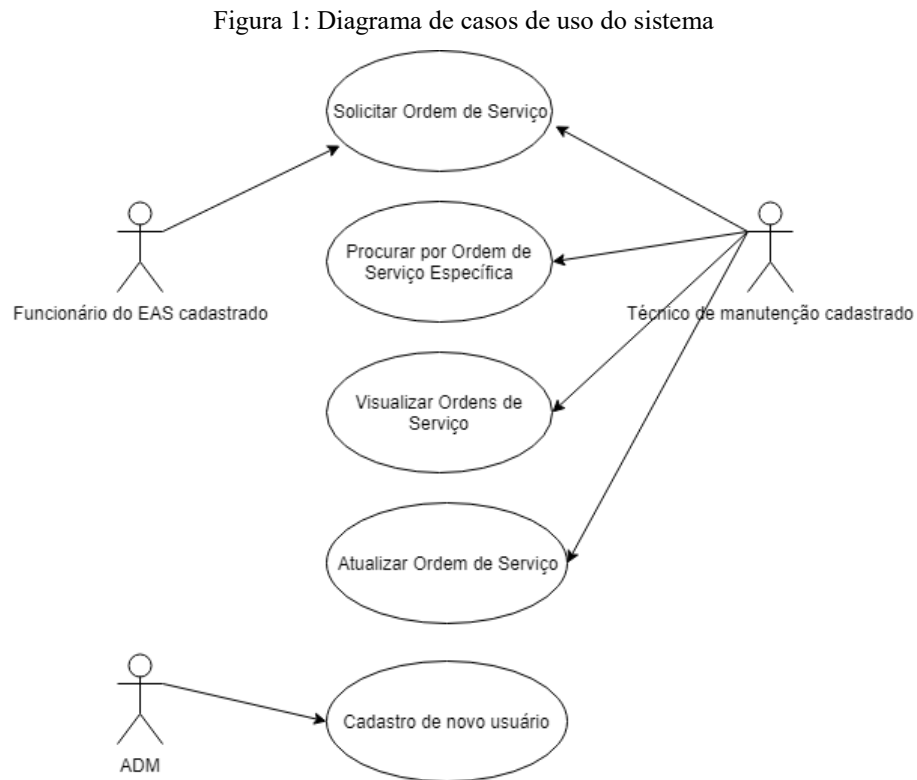 Figura 1: Diagrama de casos de uso do sistema
Solicitar Ordem de Serviço
Procurar por Ordem de
Serviço Específica
Funcionário do EAS cadastrado
Técnico de manutenção cadastrado
Visualizar Ordens de
Serviço
Atualizar Ordem de Serviço
Cadastro de novo usuário
ADM